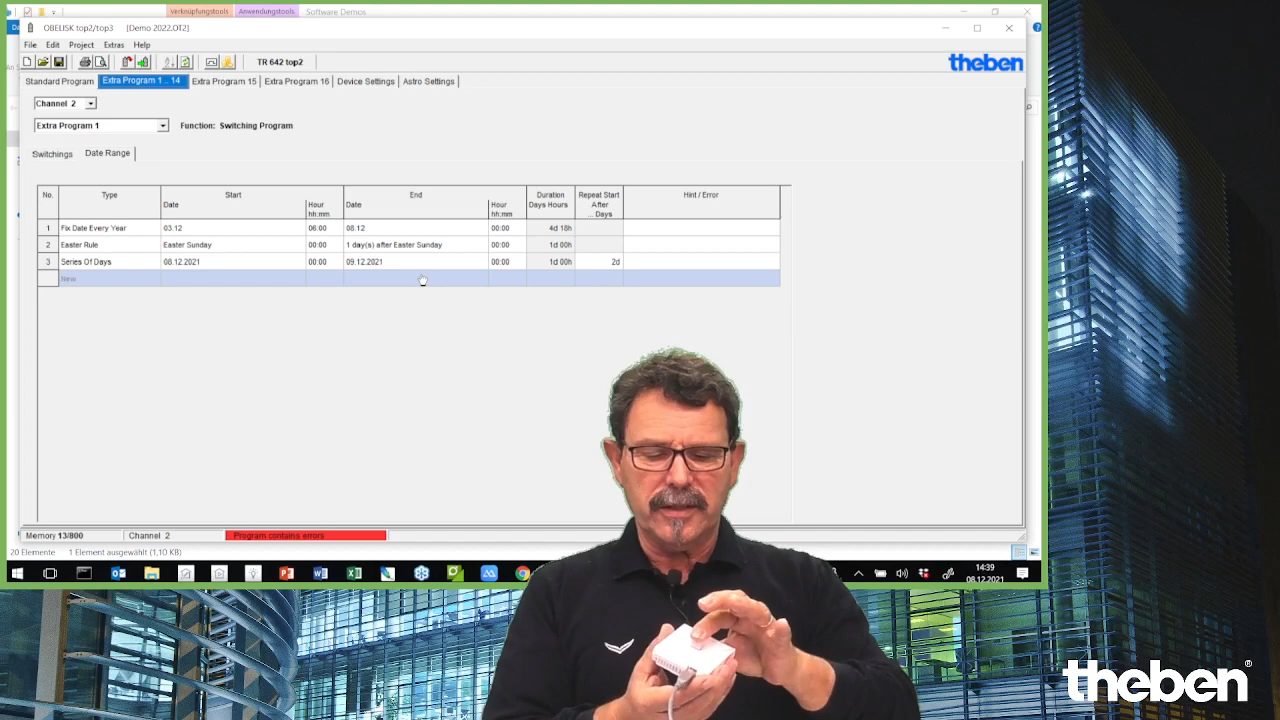 Verknüpfungstools Anwendungstools Software Demos
OBELISK top2/top3 [Demo 2022.OT2]
File Edit Project Extras Help
TR 642 top2
theben
Standard Program Extra Program 1 .. 14 Extra Program 15 Extra Program 16 Device Settings Astro Settings
Channel 2
Extra Program 1 Function: Switching Program
Switchings Date Range
No. Type Start End Duration Repeat Start Hint / Error
Date Hour Date Hour Days Hours After
hh:mm hh:mm ... Days
1 Fix Date Every Year 03.12 06:00 08.12 00:00 4d 18h
2 Easter Rule Easter Sunday 00:00 1 day(s) after Easter Sunday 00:00 1d 00h
3 Series Of Days 08.12.2021 00:00 09.12.2021 00:00 1d 00h 2d
New
Memory 13/800 Channel 2 Program contains errors
20 Elemente 1 Element ausgewählt (1,10 KB)
14:39
08.12.2021
theben®